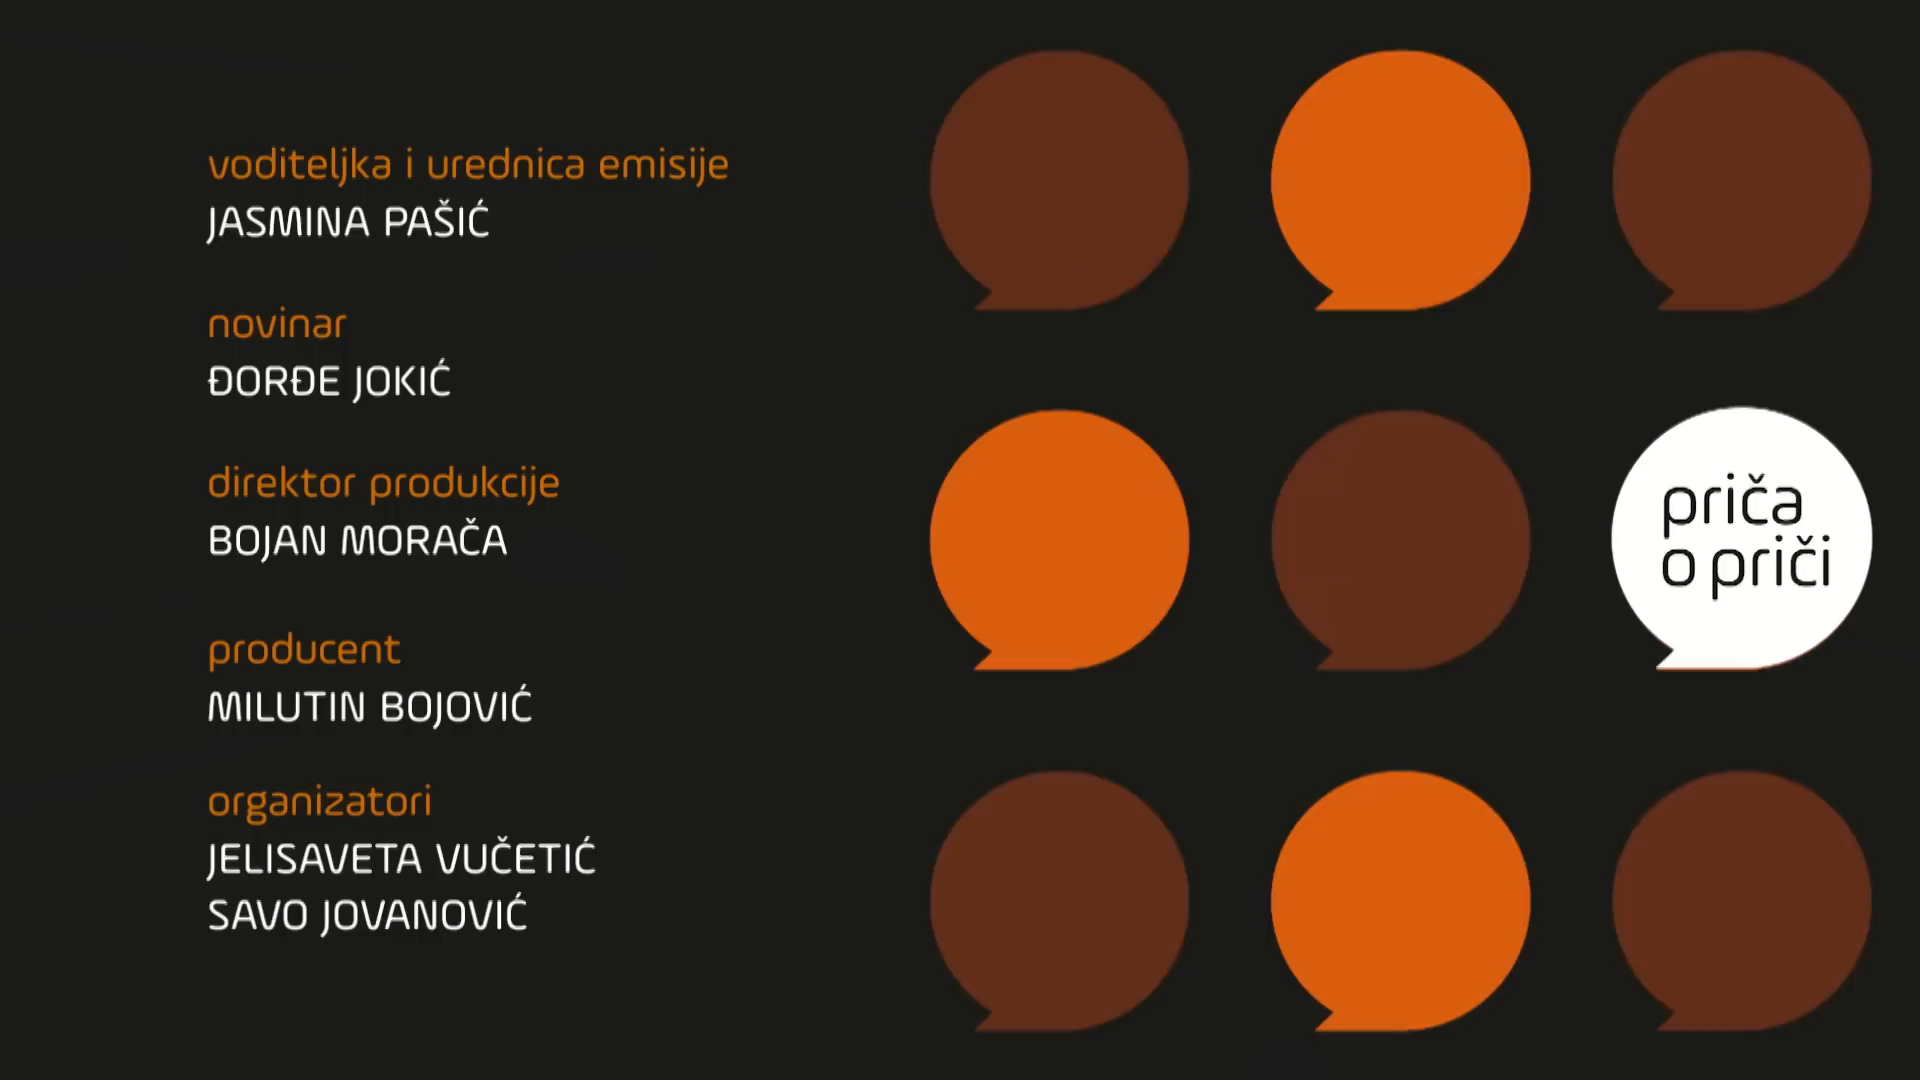 voditeljka i urednica emisije
JASMINA PAŠIĆ
novinar
ĐORĐE JOKIĆ
direktor produkcije
BOJAN MORAČA
producent
MILUTIN BOJOVIĆ
organizatori
JELISAVETA VUČETIĆ
SAVO JOVANOVIĆ
priča
o priči